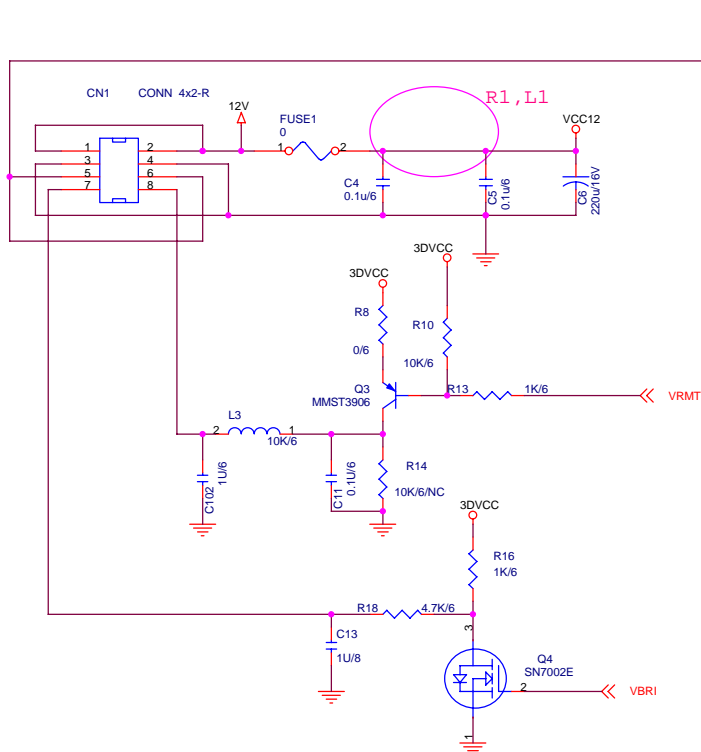 R1,L1
CN1 CONN 4x2-R
12V
FUSE1
0
VCC12
1 2
3 4
5 6
7 8
1 2
C4
0.1u/6
C5
0.1u/6
C6
220u/16V
3DVCC
3DVCC
R8
0/6
R10
10K/6
Q3
MMST3906
R13 1K/6
VRMT
L3
2 1
10K/6
C102
1U/6
C11
0.1U/6
R14
10K/6/NC
3DVCC
R16
1K/6
R18 4.7K/6
C13
1U/8
3
Q4
SN7002E
2
VBRI
1